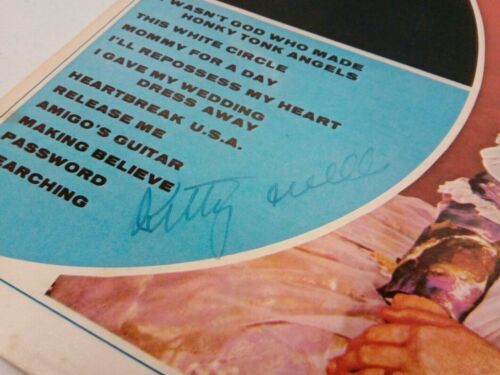 WASN'T GOD WHO MADE
HONKY TONK ANGELS
THIS WHITE CIRCLE
MOMMY FOR A DAY
I'LL REPOSSESS MY HEART
I GAVE MY WEDDING
DRESS AWAY
HEARTBREAK U.S.A.
RELEASE ME
AMIGO'S GUITAR
MAKING BELIEVE
PASSWORD
EARCHING
Kitty Wells